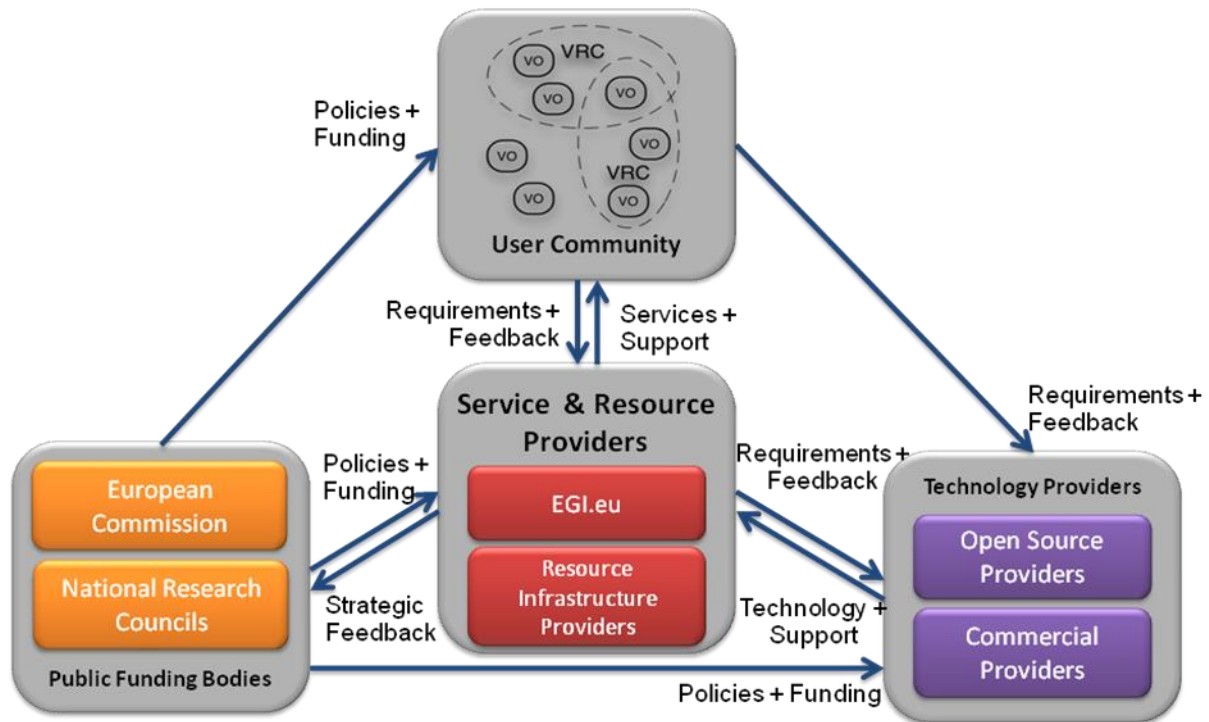 VO
VRC
VO
VO
VO
VO
VRC
VO
VO
User Community
Policies +
Funding
Requirements +
Feedback
Services +
Support
Requirements +
Feedback
Service & Resource
Providers
EGI.eu
Resource
Infrastructure
Providers
Policies +
Funding
Strategic
Feedback
Requirements +
Feedback
Technology +
Support
European
Commission
National Research
Councils
Public Funding Bodies
Technology Providers
Open Source
Providers
Commercial
Providers
Policies + Funding